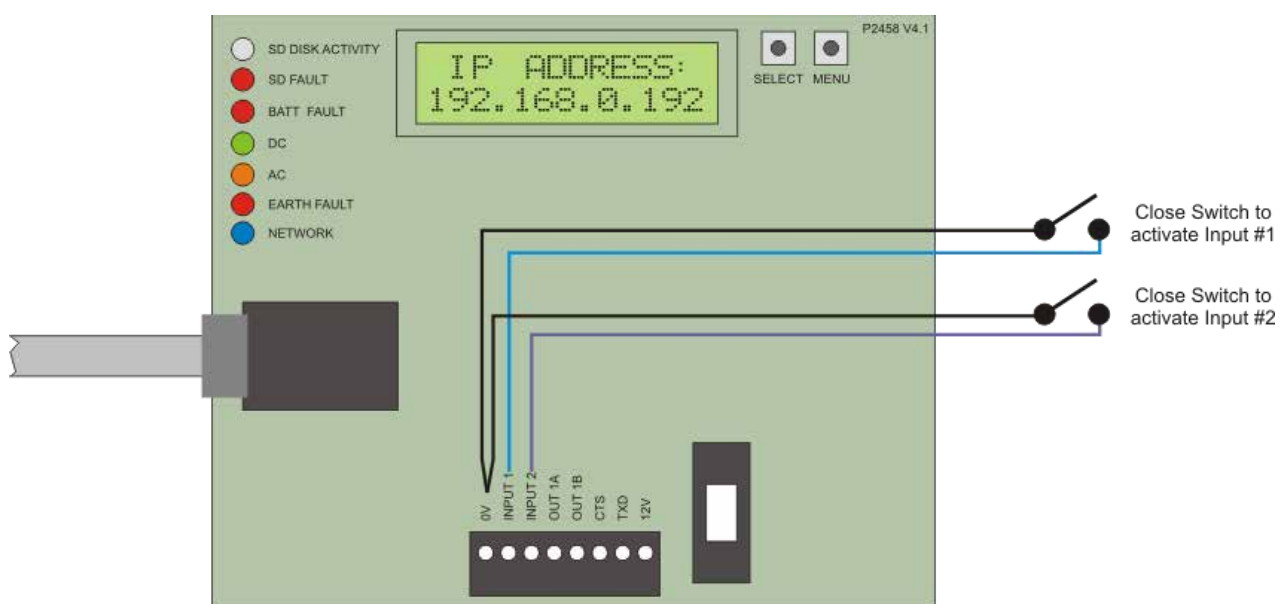 P2458 V4.1
SD DISK ACTIVITY
SD FAULT
BATT FAULT
DC
AC
EARTH FAULT
NETWORK
IP ADDRESS:
192.168.0.192
SELECT
MENU
Close Switch to
activate Input #1
Close Switch to
activate Input #2
0V
INPUT 1
INPUT 2
OUT 1A
OUT 1B
CTS
TXD
12V